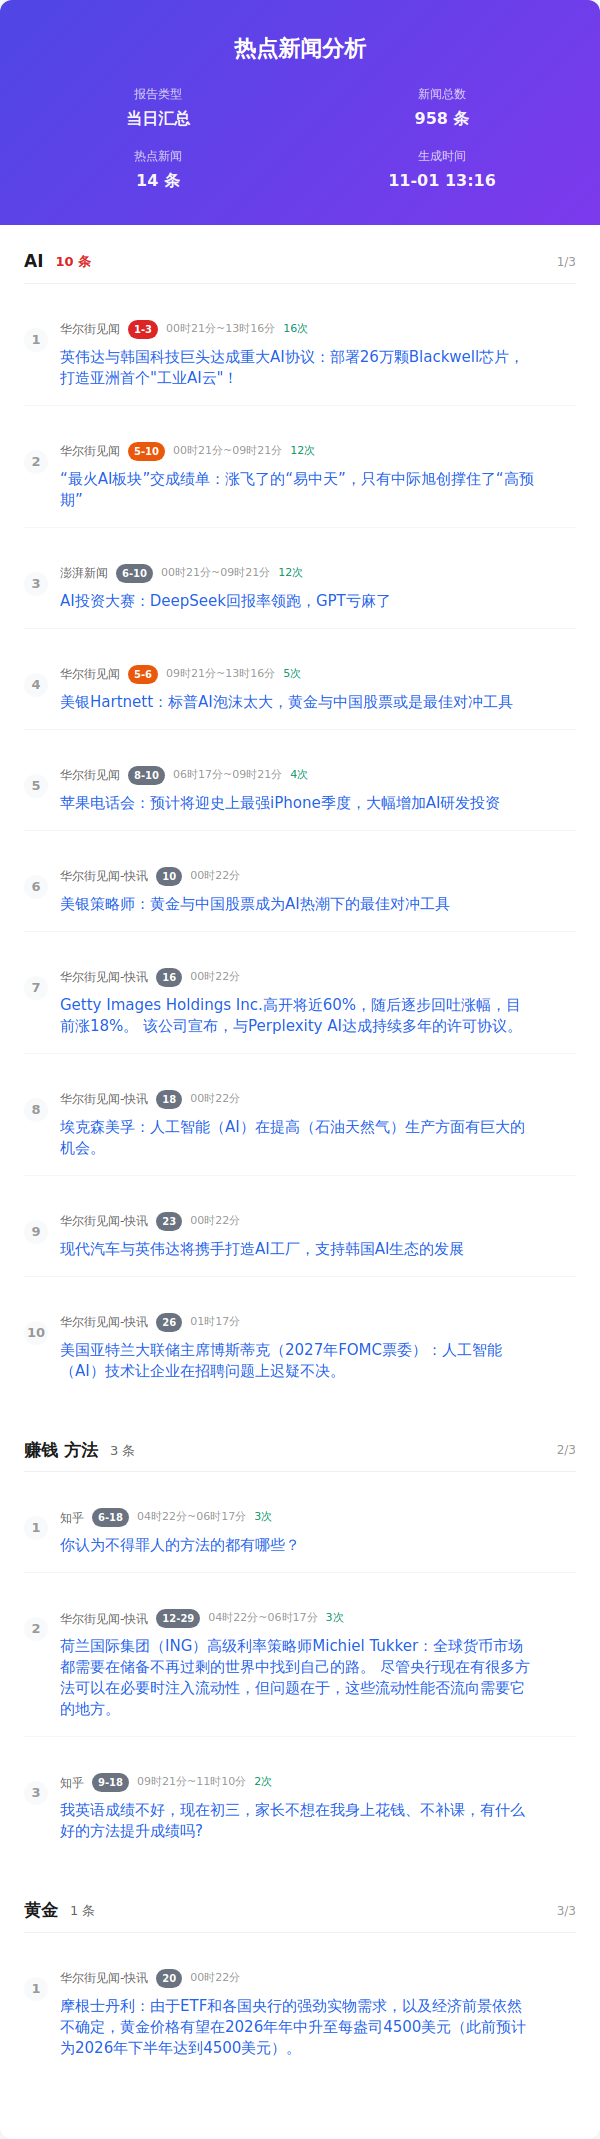 热点新闻分析
报告类型
新闻总数
当日汇总
958 条
热点新闻
生成时间
14 条
11-01 13:16
AI 10 条 1/3
1
华尔街见闻 1-3 00时21分~13时16分 16次
英伟达与韩国科技巨头达成重大AI协议：部署26万颗Blackwell芯片，
打造亚洲首个"工业AI云"！
2
华尔街见闻 5-10 00时21分~09时21分 12次
“最火AI板块”交成绩单：涨飞了的“易中天”，只有中际旭创撑住了“高预
期”
3
澎湃新闻 6-10 00时21分~09时21分 12次
AI投资大赛：DeepSeek回报率领跑，GPT亏麻了
4
华尔街见闻 5-6 09时21分~13时16分 5次
美银Hartnett：标普AI泡沫太大，黄金与中国股票或是最佳对冲工具
5
华尔街见闻 8-10 06时17分~09时21分 4次
苹果电话会：预计将迎史上最强iPhone季度，大幅增加AI研发投资
6
华尔街见闻-快讯 10 00时22分
美银策略师：黄金与中国股票成为AI热潮下的最佳对冲工具
7
华尔街见闻-快讯 16 00时22分
Getty Images Holdings Inc.高开将近60%，随后逐步回吐涨幅，目
前涨18%。 该公司宣布，与Perplexity AI达成持续多年的许可协议。
8
华尔街见闻-快讯 18 00时22分
埃克森美孚：人工智能（AI）在提高（石油天然气）生产方面有巨大的
机会。
9
华尔街见闻-快讯 23 00时22分
现代汽车与英伟达将携手打造AI工厂，支持韩国AI生态的发展
10
华尔街见闻-快讯 26 01时17分
美国亚特兰大联储主席博斯蒂克（2027年FOMC票委）：人工智能
（AI）技术让企业在招聘问题上迟疑不决。
赚钱 方法 3 条 2/3
1
知乎 6-18 04时22分~06时17分 3次
你认为不得罪人的方法的都有哪些？
2
华尔街见闻-快讯 12-29 04时22分~06时17分 3次
荷兰国际集团（ING）高级利率策略师Michiel Tukker：全球货币市场
都需要在储备不再过剩的世界中找到自己的路。 尽管央行现在有很多方
法可以在必要时注入流动性，但问题在于，这些流动性能否流向需要它
的地方。
3
知乎 9-18 09时21分~11时10分 2次
我英语成绩不好，现在初三，家长不想在我身上花钱、不补课，有什么
好的方法提升成绩吗?
黄金 1 条 3/3
1
华尔街见闻-快讯 20 00时22分
摩根士丹利：由于ETF和各国央行的强劲实物需求，以及经济前景依然
不确定，黄金价格有望在2026年年中升至每盎司4500美元（此前预计
为2026年下半年达到4500美元）。